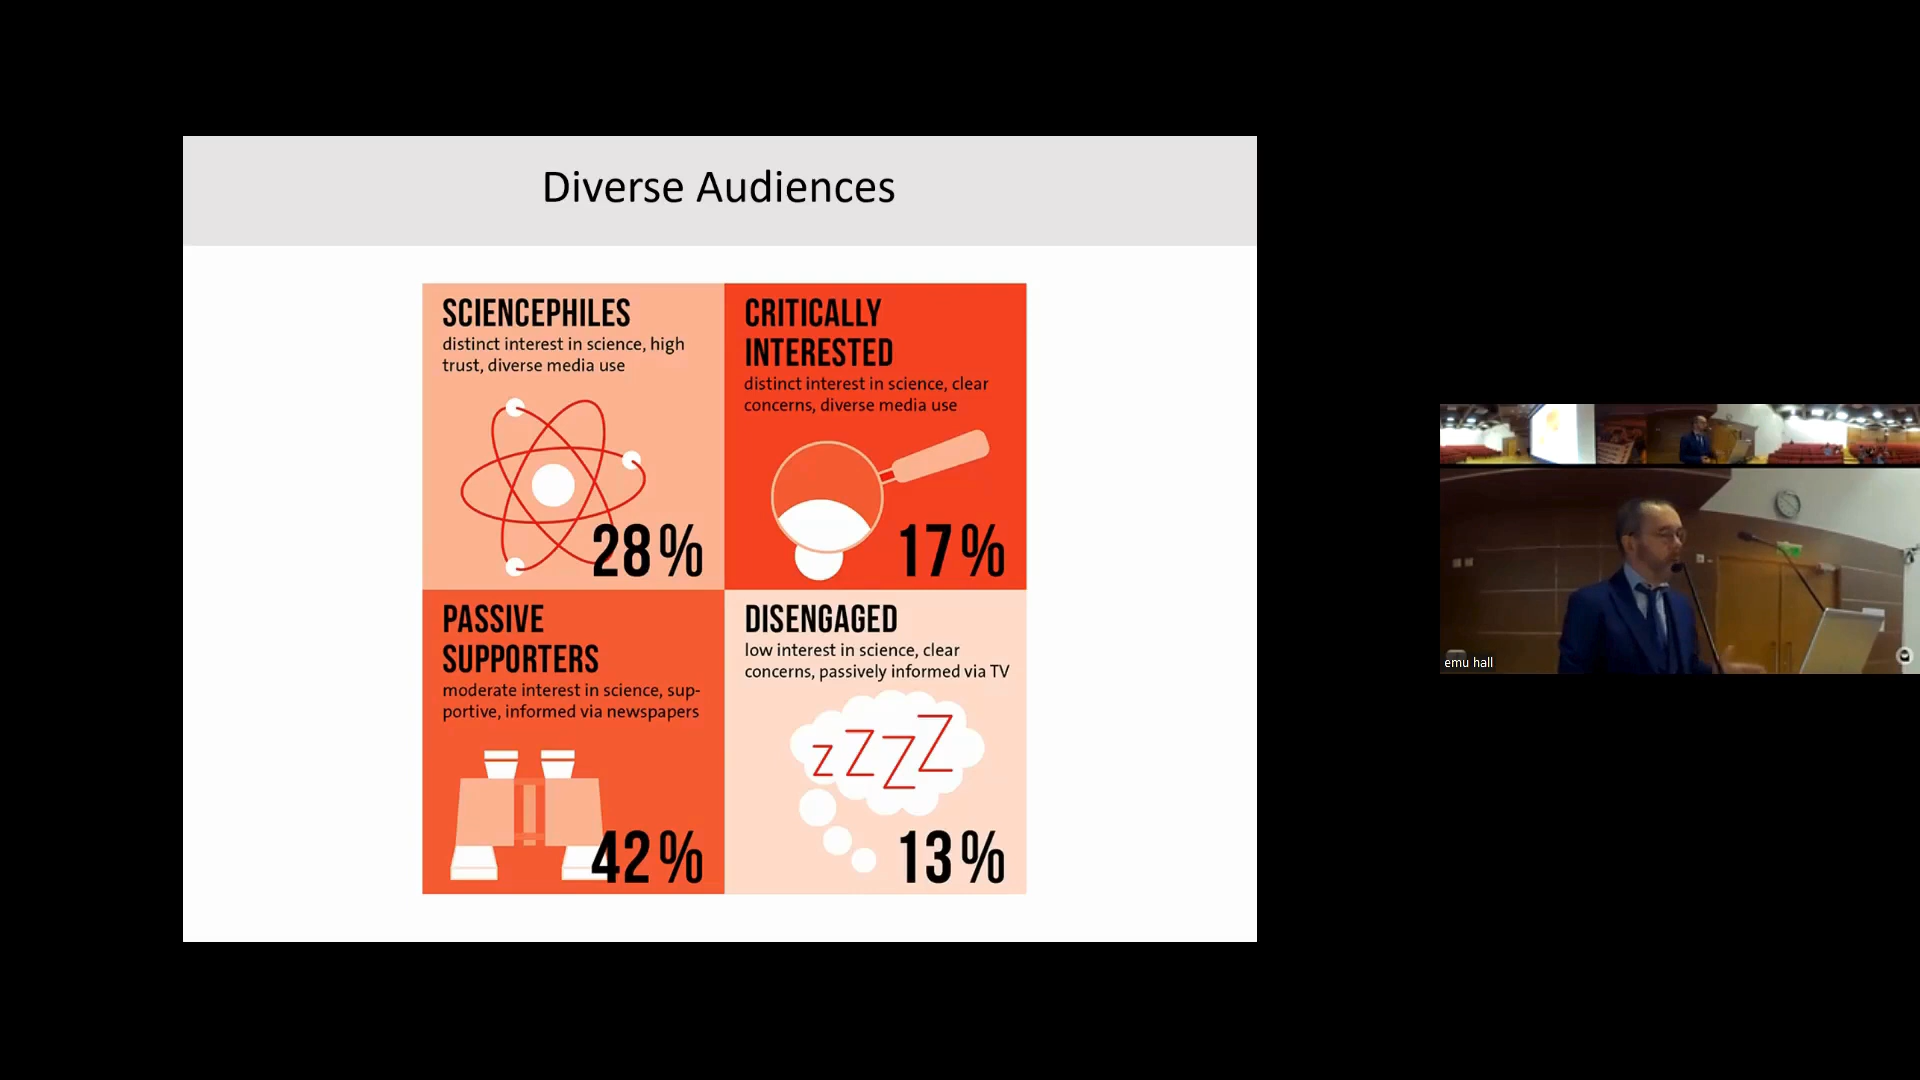 Diverse Audiences
SCIENCEPHILES
distinct interest in science, high
trust, diverse media use
28%
CRITICALLY
INTERESTED
distinct interest in science, clear
concerns, diverse media use
17%
PASSIVE
SUPPORTERS
moderate interest in science, sup-
portive, informed via newspapers
42%
DISENGAGED
low interest in science, clear
concerns, passively informed via TV
zZZZ
13%
emu hall